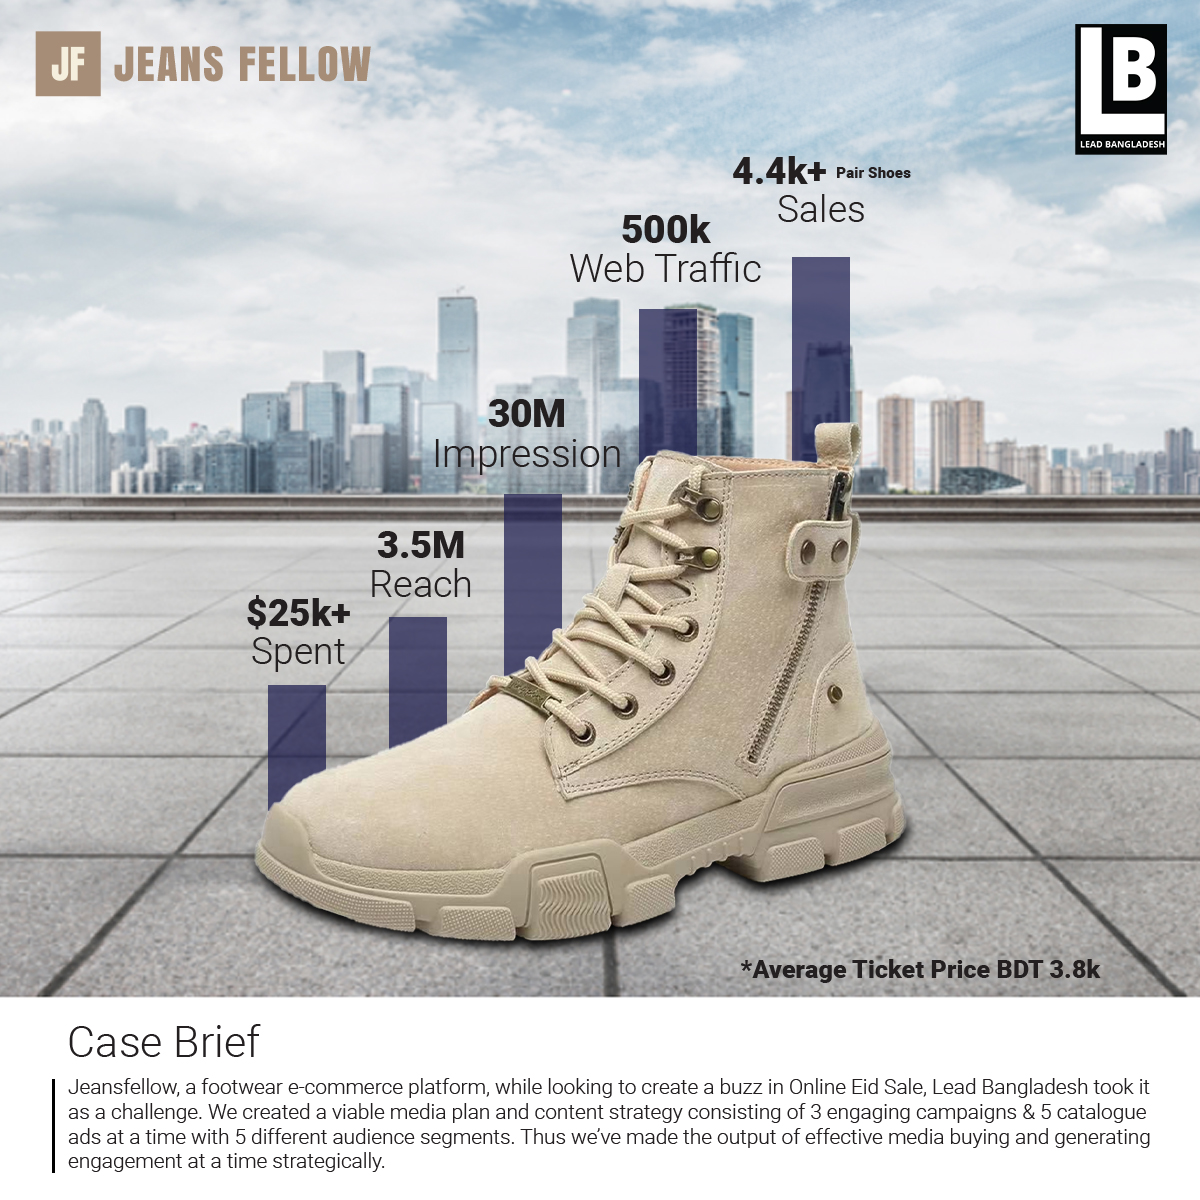 JF JEANS FELLOW
LB
LEAD BANGLADESH
4.4k+ Pair Shoes
Sales
500k
Web Traffic
30M
Impression
3.5M
Reach
$25k+
Spent
*Average Ticket Price BDT 3.8k
Case Brief
Jeansfellow, a footwear e-commerce platform, while looking to create a buzz in Online Eid Sale, Lead Bangladesh took it
as a challenge. We created a viable media plan and content strategy consisting of 3 engaging campaigns & 5 catalogue
ads at a time with 5 different audience segments. Thus we’ve made the output of effective media buying and generating
engagement at a time strategically.